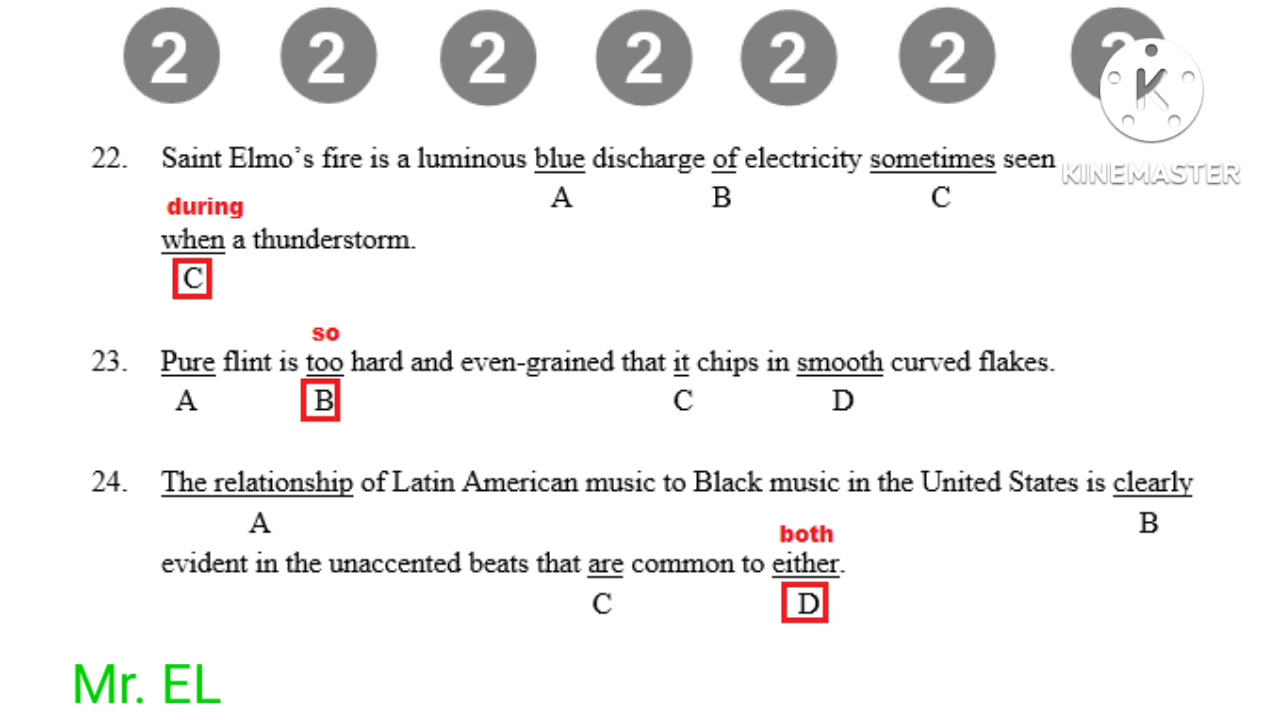 2 2 2 2 2 2 2
K
KINEMASTER
22. Saint Elmo’s fire is a luminous blue discharge of electricity sometimes seen
A B C
during
when a thunderstorm.
C
so
23. Pure flint is too hard and even-grained that it chips in smooth curved flakes.
A B C D
24. The relationship of Latin American music to Black music in the United States is clearly
A B
both
evident in the unaccented beats that are common to either.
C D
Mr. EL